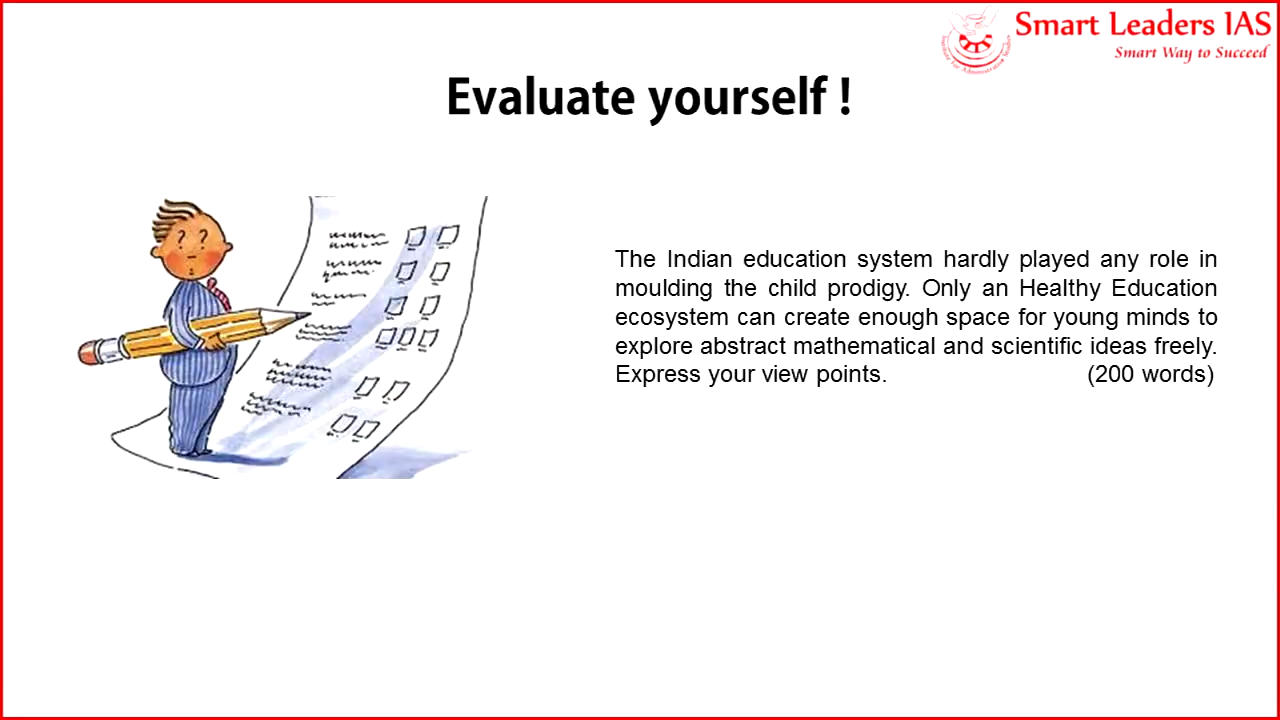 Smart Leaders IAS
Smart Way to Succeed
Evaluate yourself !
The Indian education system hardly played any role in
moulding the child prodigy. Only an Healthy Education
ecosystem can create enough space for young minds to
explore abstract mathematical and scientific ideas freely.
Express your view points. (200 words)